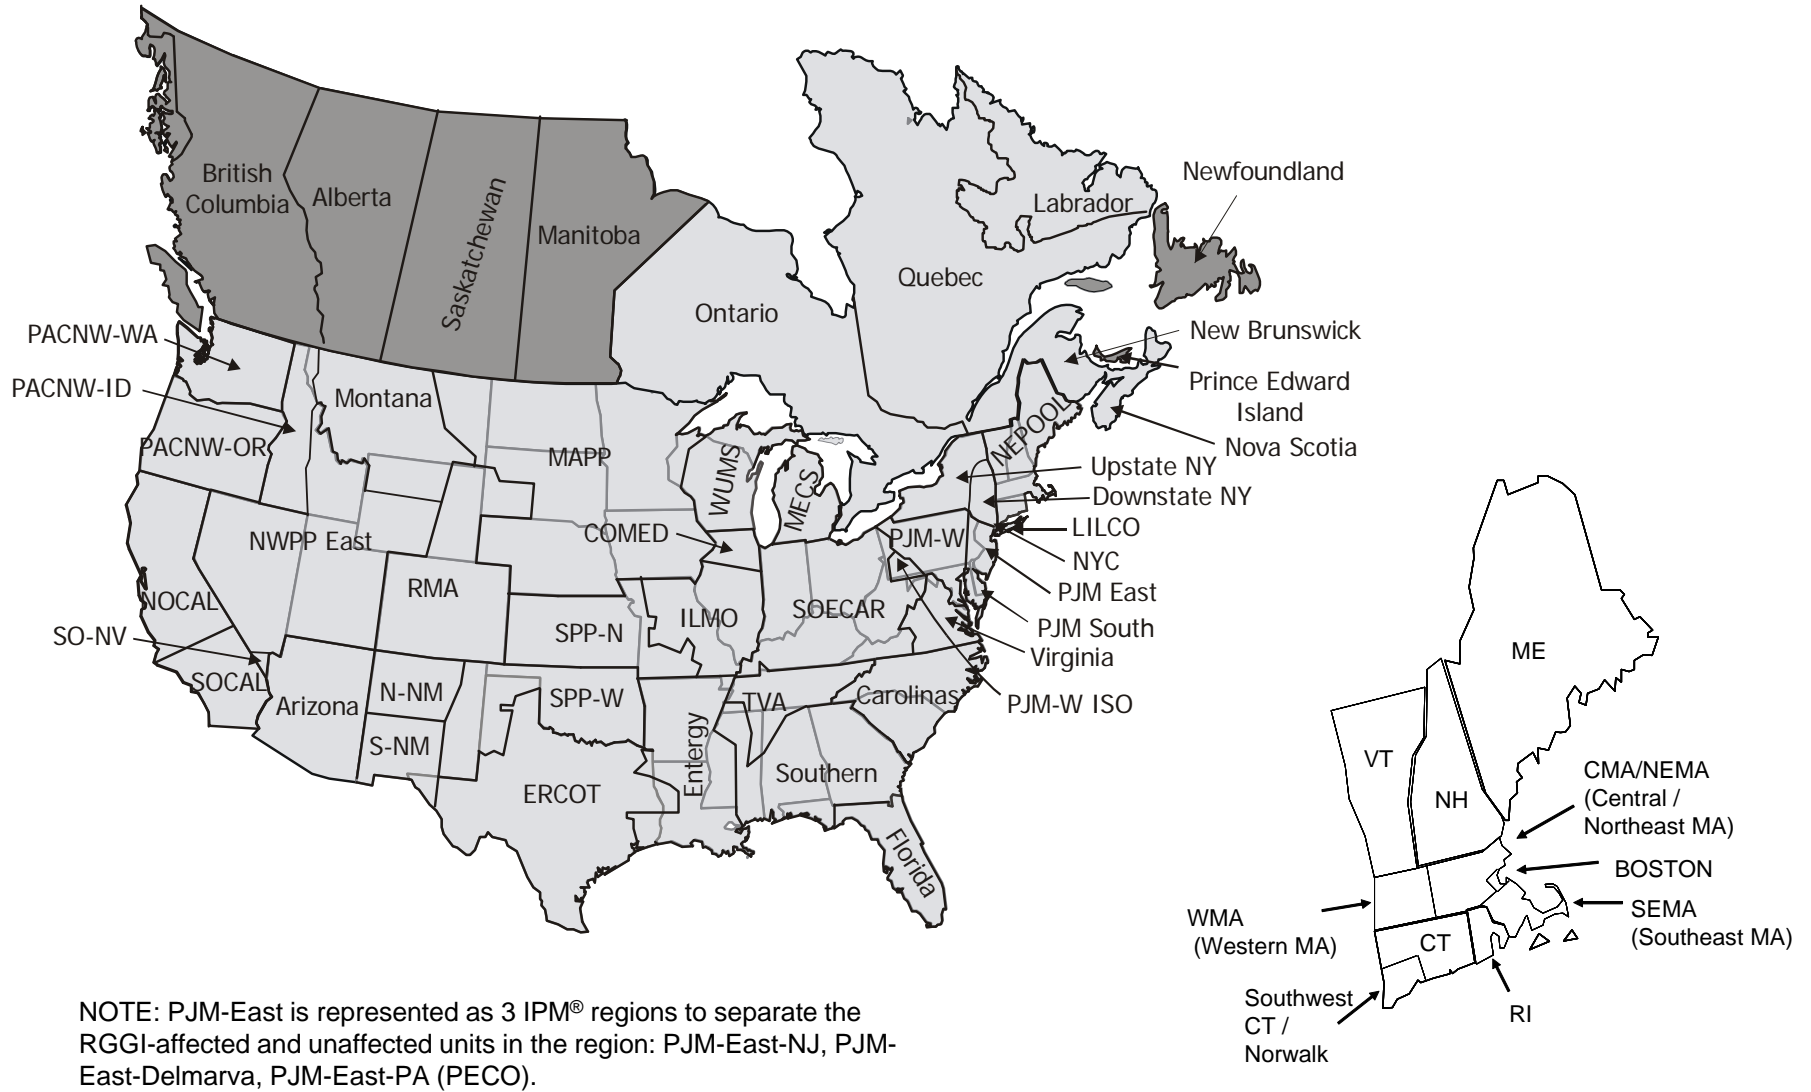 British
Columbia
Alberta
Saskatchewan
Manitoba
Ontario
Quebec
Labrador
Newfoundland
New Brunswick
Prince Edward
Island
Nova Scotia
PACNW-WA
PACNW-ID
PACNW-OR
Montana
MAPP
WUMS
MECS
NEPOOL
Upstate NY
Downstate NY
LILCO
NYC
PJM East
PJM South
Virginia
PJM-W ISO
PJM-W
COMED
NWPP East
RMA
NOCAL
SO-NV
SOCAL
Arizona
N-NM
S-NM
SPP-N
SPP-W
ILMO
SOECAR
TVA
Carolinas
Entergy
Southern
ERCOT
Florida
ME
VT
NH
CMA/NEMA
(Central /
Northeast MA)
BOSTON
SEMA
(Southeast MA)
WMA
(Western MA)
CT
Southwest
CT /
Norwalk
RI
NOTE: PJM-East is represented as 3 IPM® regions to separate the
RGGI-affected and unaffected units in the region: PJM-East-NJ, PJM-
East-Delmarva, PJM-East-PA (PECO).